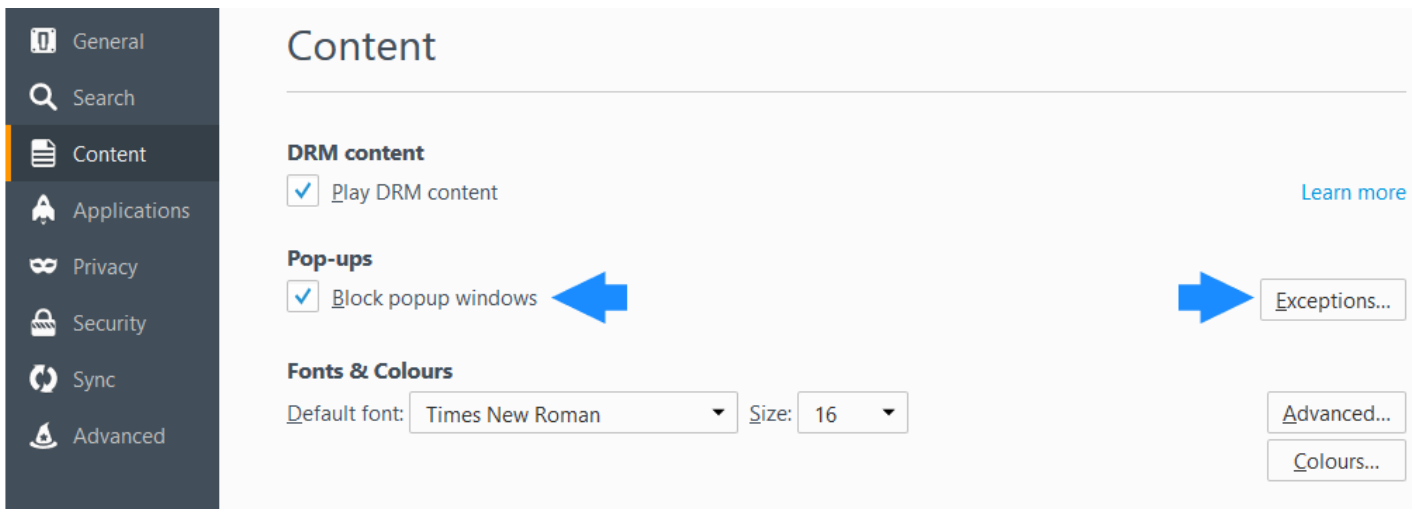 General
Search
Content
Applications
Privacy
Security
Sync
Advanced
Content
DRM content
Play DRM content
Learn more
Pop-ups
Block popup windows
Exceptions...
Fonts & Colours
Default font: Times New Roman Size: 16
Advanced...
Colours...